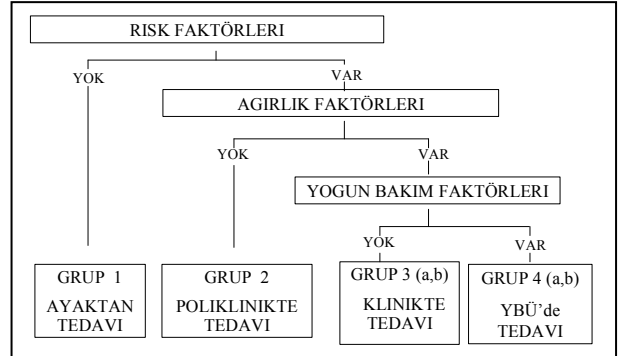 RISK FAKTÖRLERI
YOK
VAR
AGIRLIK FAKTÖRLERI
YOK
VAR
YOGUN BAKIM FAKTÖRLERI
YOK
VAR
GRUP 1
AYAKTAN
TEDAVI
GRUP 2
POLIKLINIKTE
TEDAVI
GRUP 3 (a,b)
KLINIKTE
TEDAVI
GRUP 4 (a,b)
YBÜ’de
TEDAVI